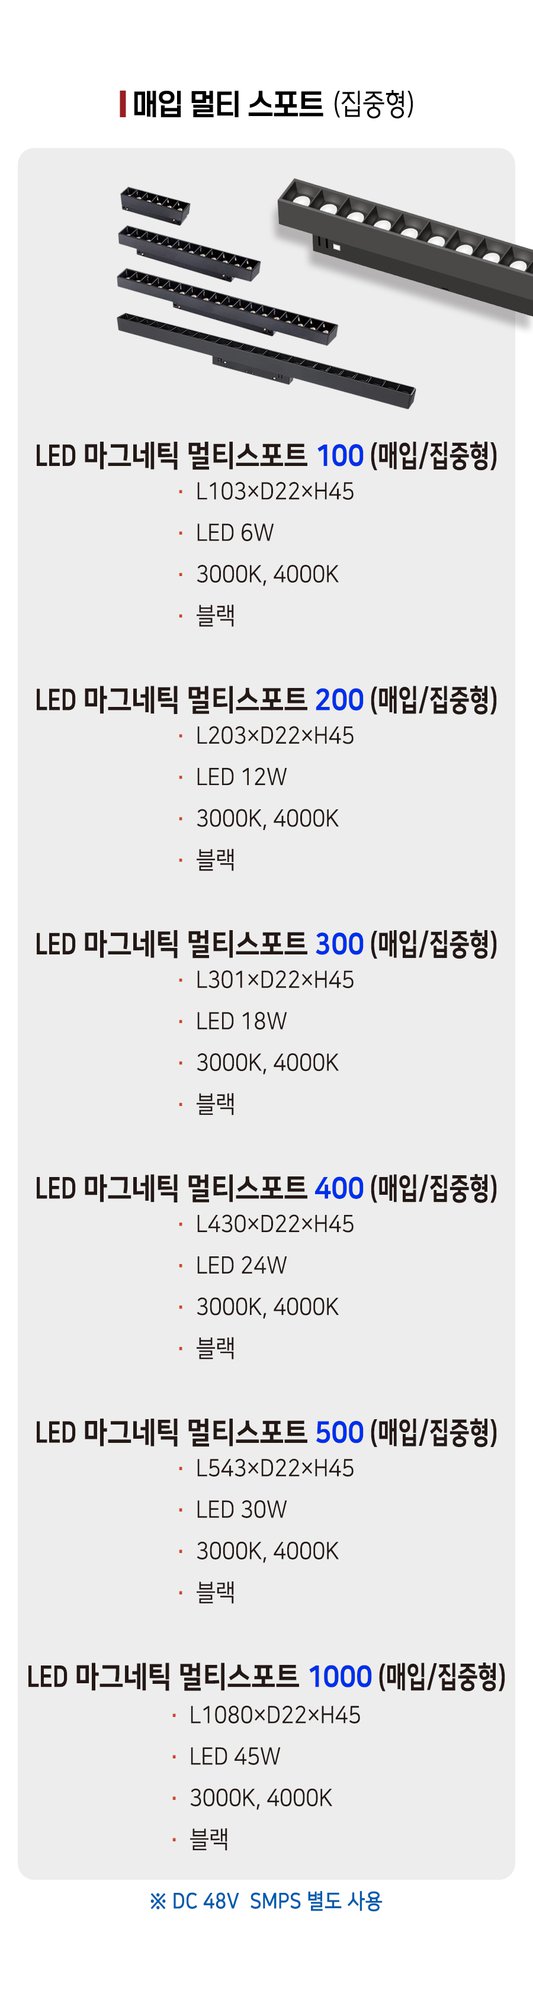 매입 멀티 스포트 (집중형)
LED 마그네틱 멀티스포트 100 (매입/집중형)
· L103×D22×H45
· LED 6W
· 3000K, 4000K
· 블랙
LED 마그네틱 멀티스포트 200 (매입/집중형)
· L203×D22×H45
· LED 12W
· 3000K, 4000K
· 블랙
LED 마그네틱 멀티스포트 300 (매입/집중형)
· L301×D22×H45
· LED 18W
· 3000K, 4000K
· 블랙
LED 마그네틱 멀티스포트 400 (매입/집중형)
· L430×D22×H45
· LED 24W
· 3000K, 4000K
· 블랙
LED 마그네틱 멀티스포트 500 (매입/집중형)
· L543×D22×H45
· LED 30W
· 3000K, 4000K
· 블랙
LED 마그네틱 멀티스포트 1000 (매입/집중형)
· L1080×D22×H45
· LED 45W
· 3000K, 4000K
· 블랙
※ DC 48V SMPS 별도 사용